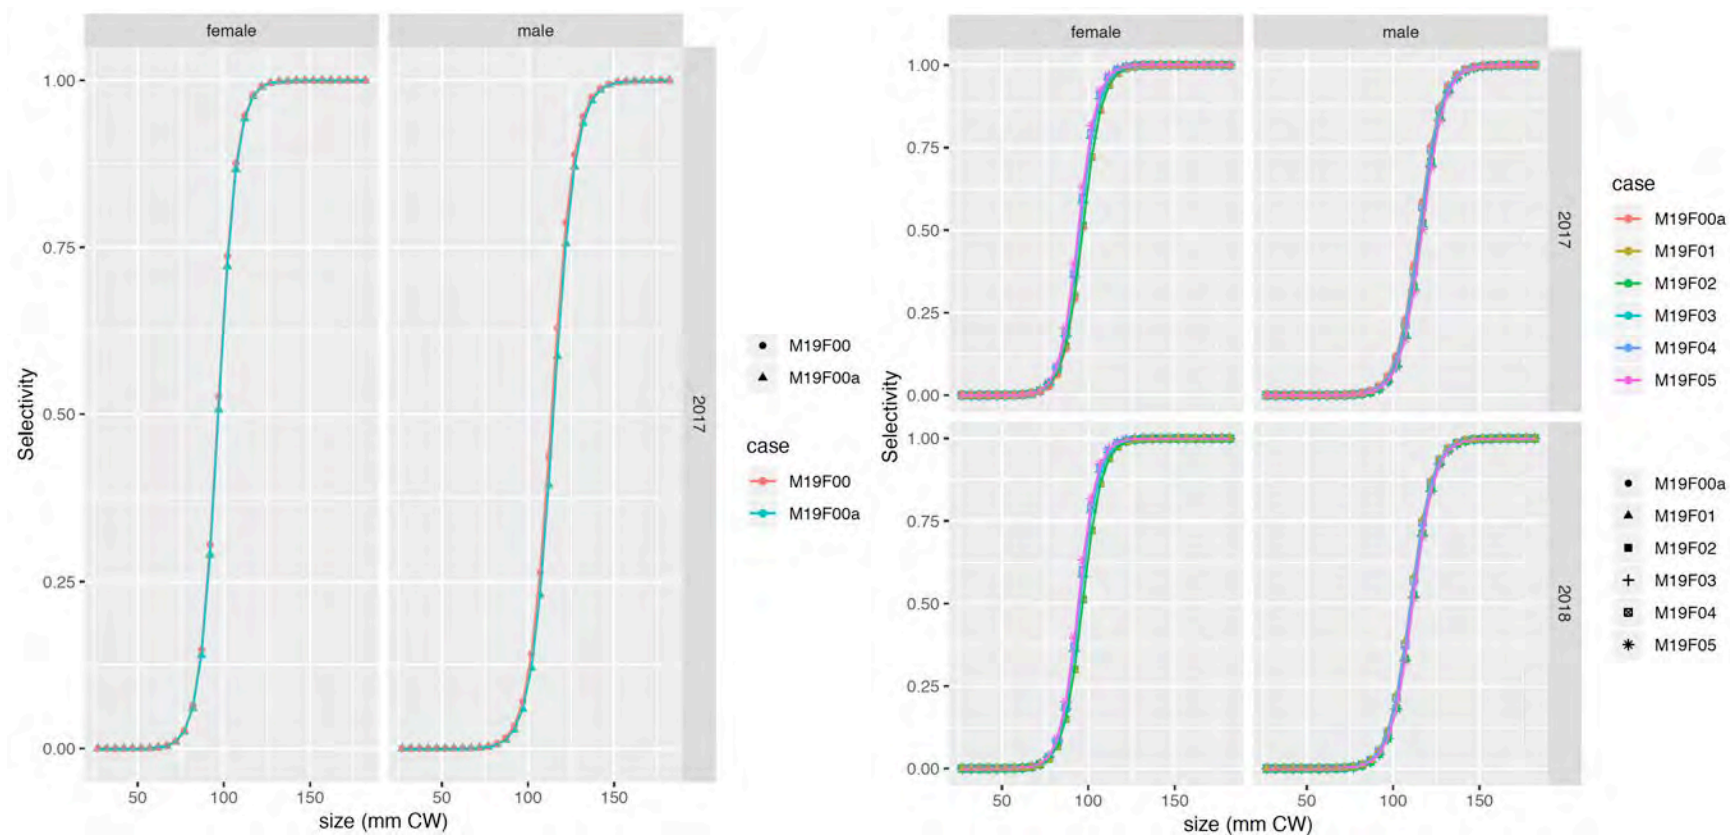 female male
1.00
0.75
0.50
0.25
0.00
Selectivity
2017
50 100 150 50 100 150
size (mm CW)
M19F00
M19F00a
case
M19F00
M19F00a
female male
1.00
0.75
0.50
0.25
0.00
2017
1.00
0.75
0.50
0.25
0.00
2018
Selectivity
50 100 150 50 100 150
size (mm CW)
case
M19F00a
M19F01
M19F02
M19F03
M19F04
M19F05
M19F00a
M19F01
M19F02
M19F03
M19F04
M19F05